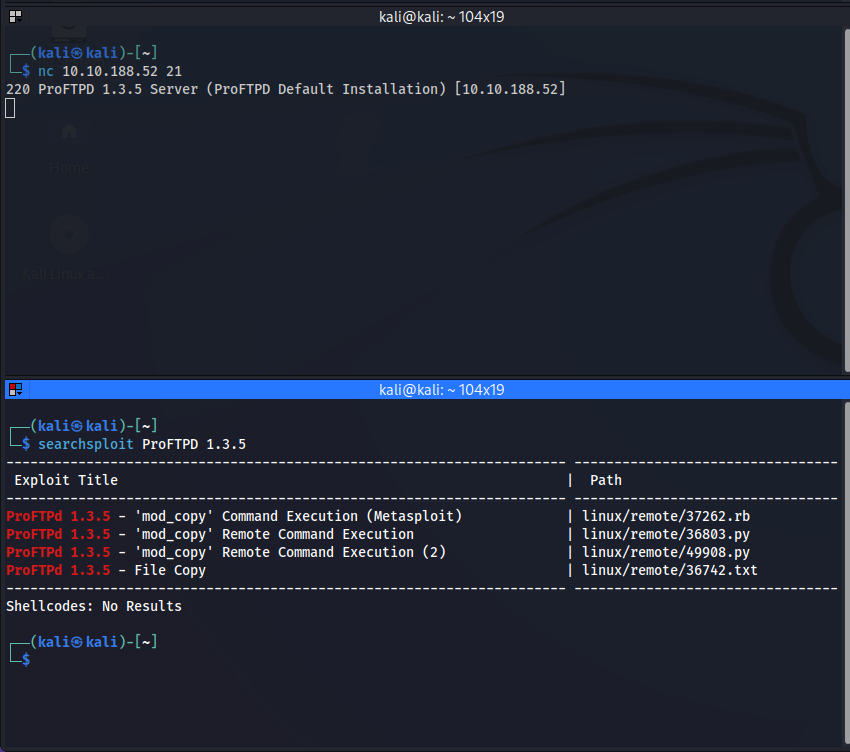 kali@kali: ~ 104x19
┌──(kali㉿kali)-[~]
└─$ nc 10.10.188.52 21
220 ProFTPD 1.3.5 Server (ProFTPD Default Installation) [10.10.188.52]
Home
Kali Linux a...
kali@kali: ~ 104x19
┌──(kali㉿kali)-[~]
└─$ searchsploit ProFTPD 1.3.5
---------------------------------------------------------------------- ---------------------------------
Exploit Title | Path
---------------------------------------------------------------------- ---------------------------------
ProFTPd 1.3.5 - 'mod_copy' Command Execution (Metasploit) | linux/remote/37262.rb
ProFTPd 1.3.5 - 'mod_copy' Remote Command Execution | linux/remote/36803.py
ProFTPd 1.3.5 - 'mod_copy' Remote Command Execution (2) | linux/remote/49908.py
ProFTPd 1.3.5 - File Copy | linux/remote/36742.txt
---------------------------------------------------------------------- ---------------------------------
Shellcodes: No Results
┌──(kali㉿kali)-[~]
└─$